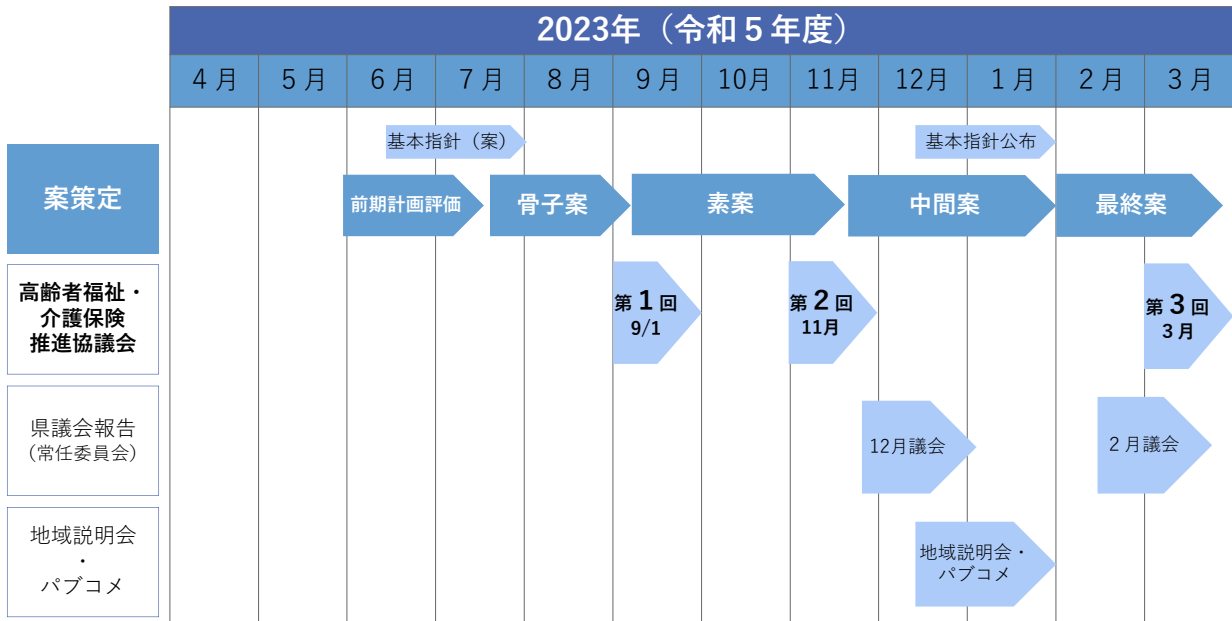 2023年（令和５年度）
４月 ５月 ６月 ７月 ８月 ９月 10月 11月 12月 １月 ２月 ３月
基本指針（案）
基本指針公布
案策定
前期計画評価
骨子案
素案
中間案
最終案
高齢者福祉・
介護保険
推進協議会
第１回
9/1
第２回
11月
第３回
３月
県議会報告
（常任委員会）
12月議会
２月議会
地域説明会
・
パブコメ
地域説明会・
パブコメ